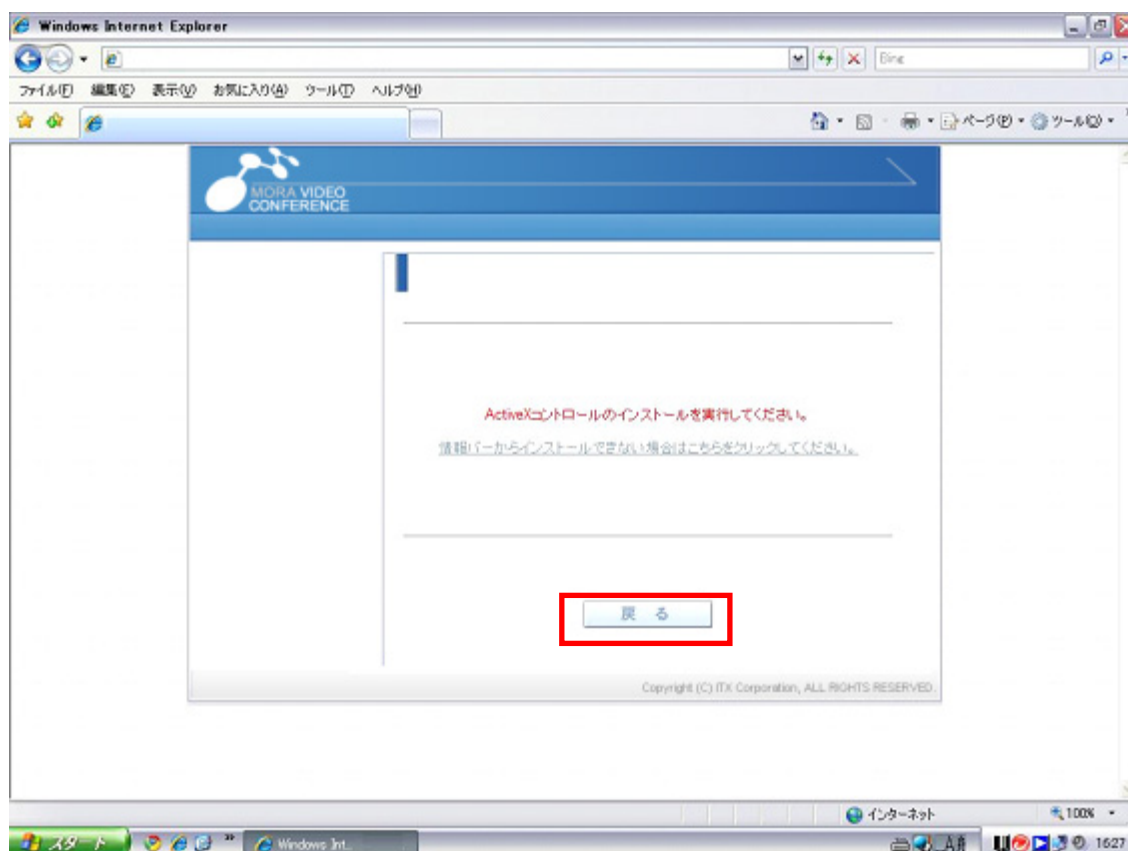 Windows Internet Explorer
Bing
ファイル(F) 編集(E) 表示(V) お気に入り(A) ツール(T) ヘルプ(H)
ページ(P) ツール(O)
MORA VIDEO
CONFERENCE
ActiveXコントロールのインストールを実行してください。
情報バーからインストールできない場合はこちらをクリックしてください。
戻る
Copyright (C) ITX Corporation, ALL RIGHTS RESERVED.
インターネット 100%
スタート Windows Int... 16:27